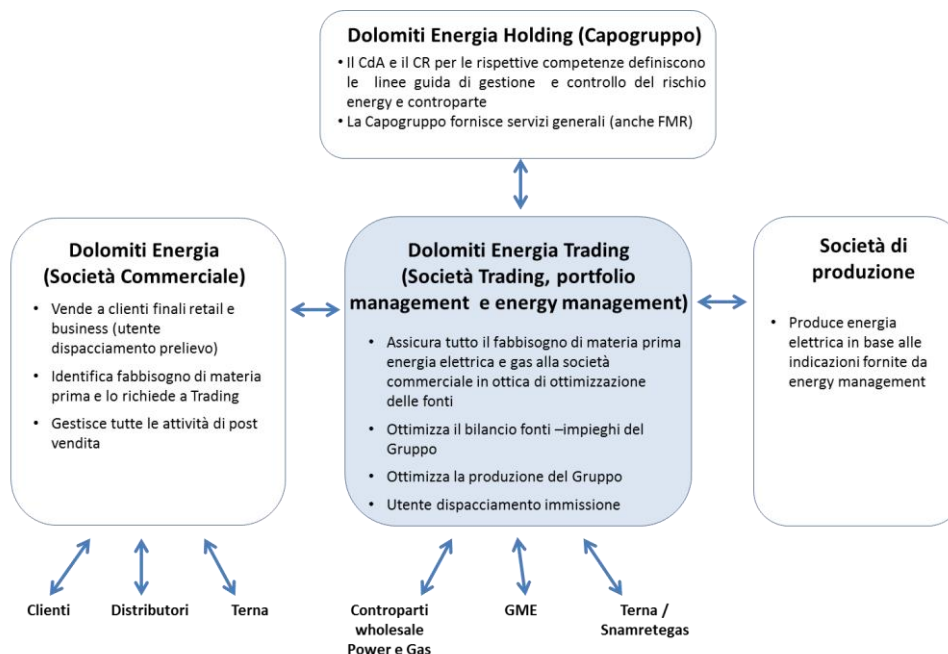 Dolomiti Energia Holding (Capogruppo)
• Il CdA e il CR per le rispettive competenze definiscono
le linee guida di gestione e controllo del rischio
energy e controparte
• La Capogruppo fornisce servizi generali (anche FMR)
Dolomiti Energia
(Società Commerciale)
• Vende a clienti finali retail e
business (utente
dispacciamento prelievo)
• Identifica fabbisogno di materia
prima e lo richiede a Trading
• Gestisce tutte le attività di post
vendita
Dolomiti Energia Trading
(Società Trading, portfolio
management e energy management)
• Assicura tutto il fabbisogno di materia prima
energia elettrica e gas alla società
commerciale in ottica di ottimizzazione
delle fonti
• Ottimizza il bilancio fonti –impieghi del
Gruppo
• Ottimizza la produzione del Gruppo
• Utente dispacciamento immissione
Società di
produzione
• Produce energia
elettrica in base alle
indicazioni fornite da
energy management
Clienti
Distributori
Terna
Controparti
wholesale
Power e Gas
GME
Terna /
Snamretegas